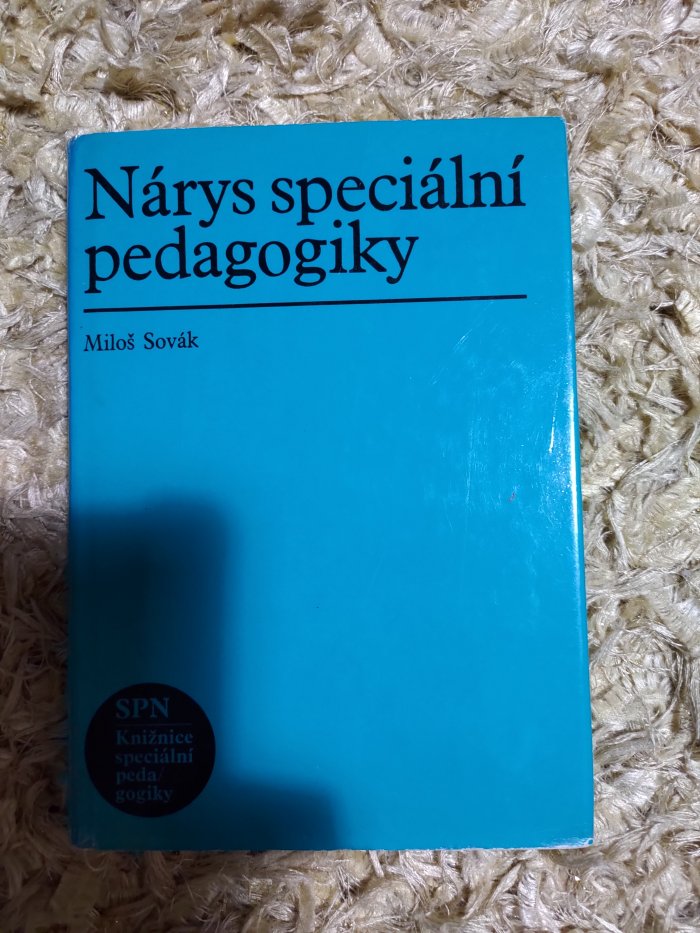 Nárys speciální
pedagogiky
Miloš Sovák
SPN
Knižnice
speciální
peda/
gogiky